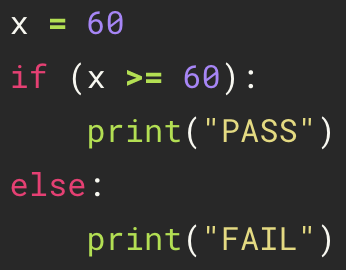 x = 60
if (x >= 60):
    print("PASS")
else:
    print("FAIL")